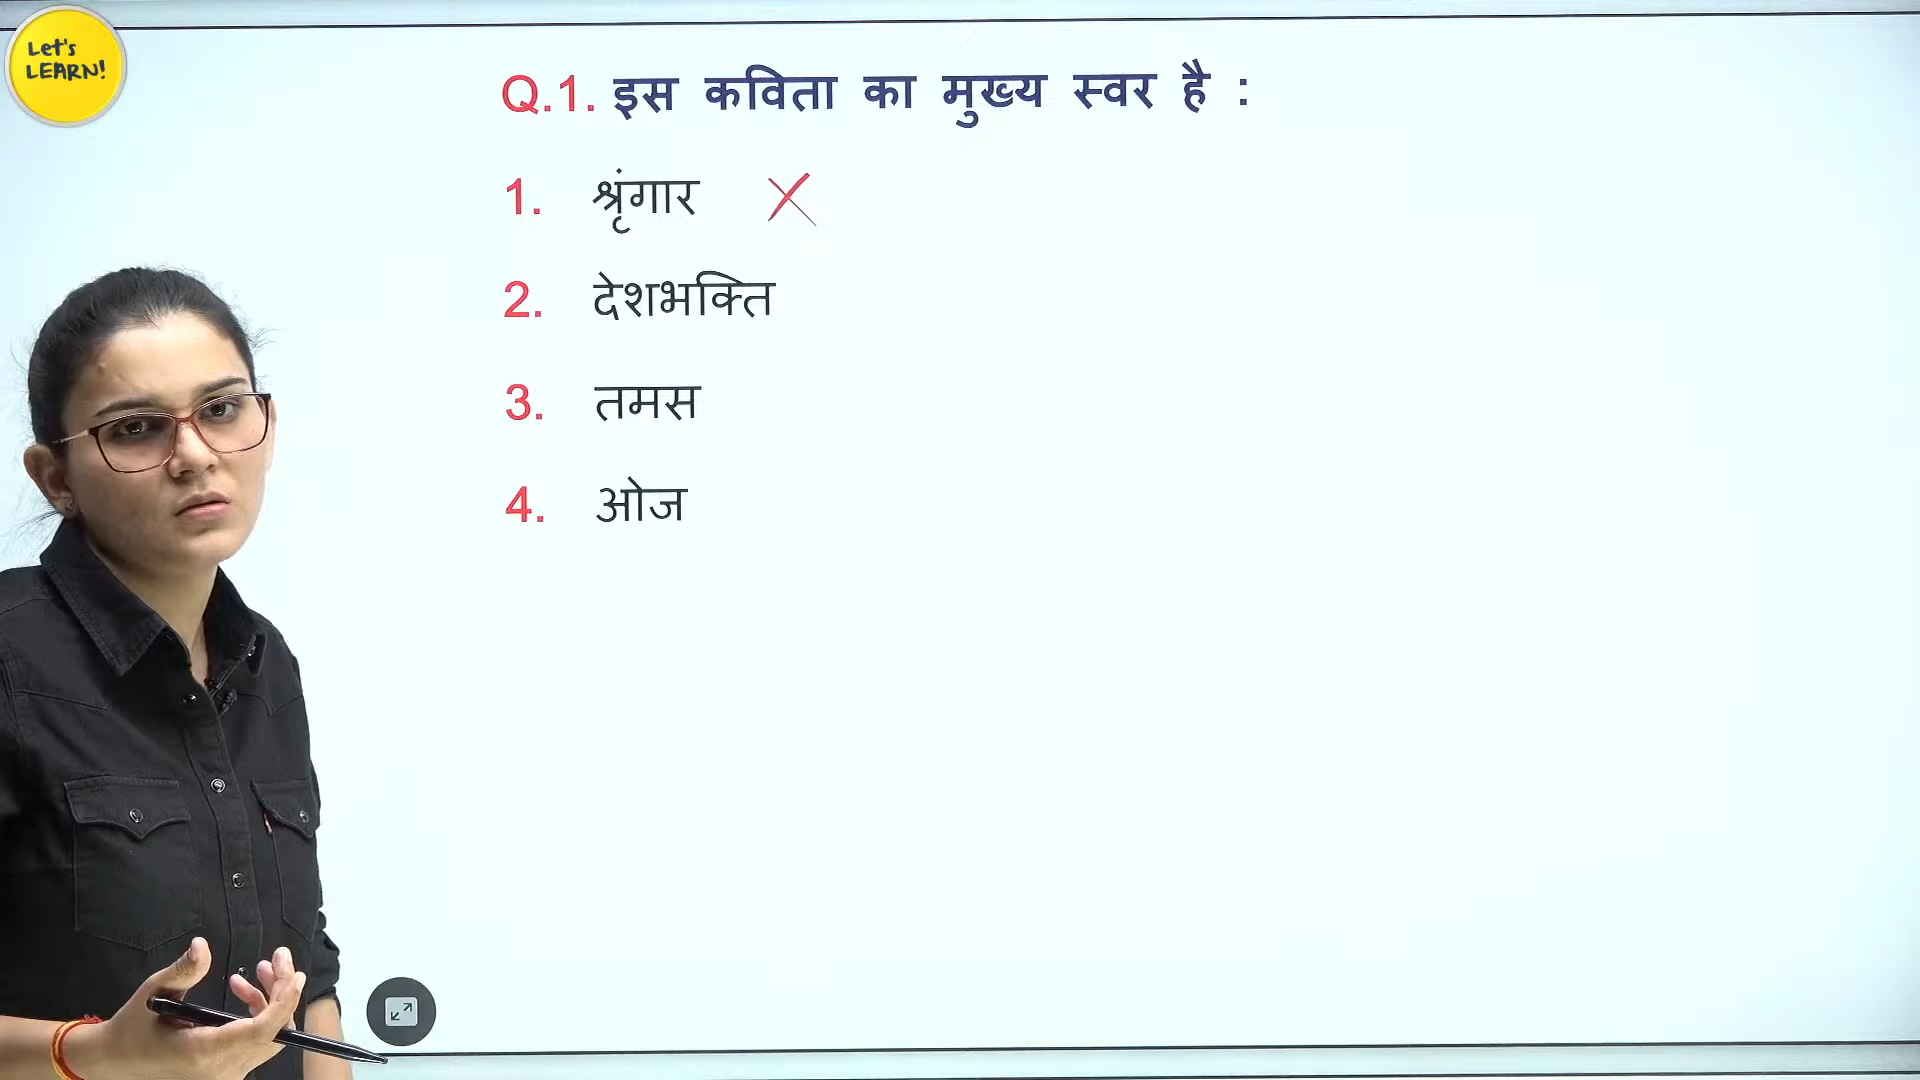 Let's
LEARN!
Q.1. इस कविता का मुख्य स्वर है :
1. श्रृंगार
2. देशभक्ति
3. तमस
4. ओज